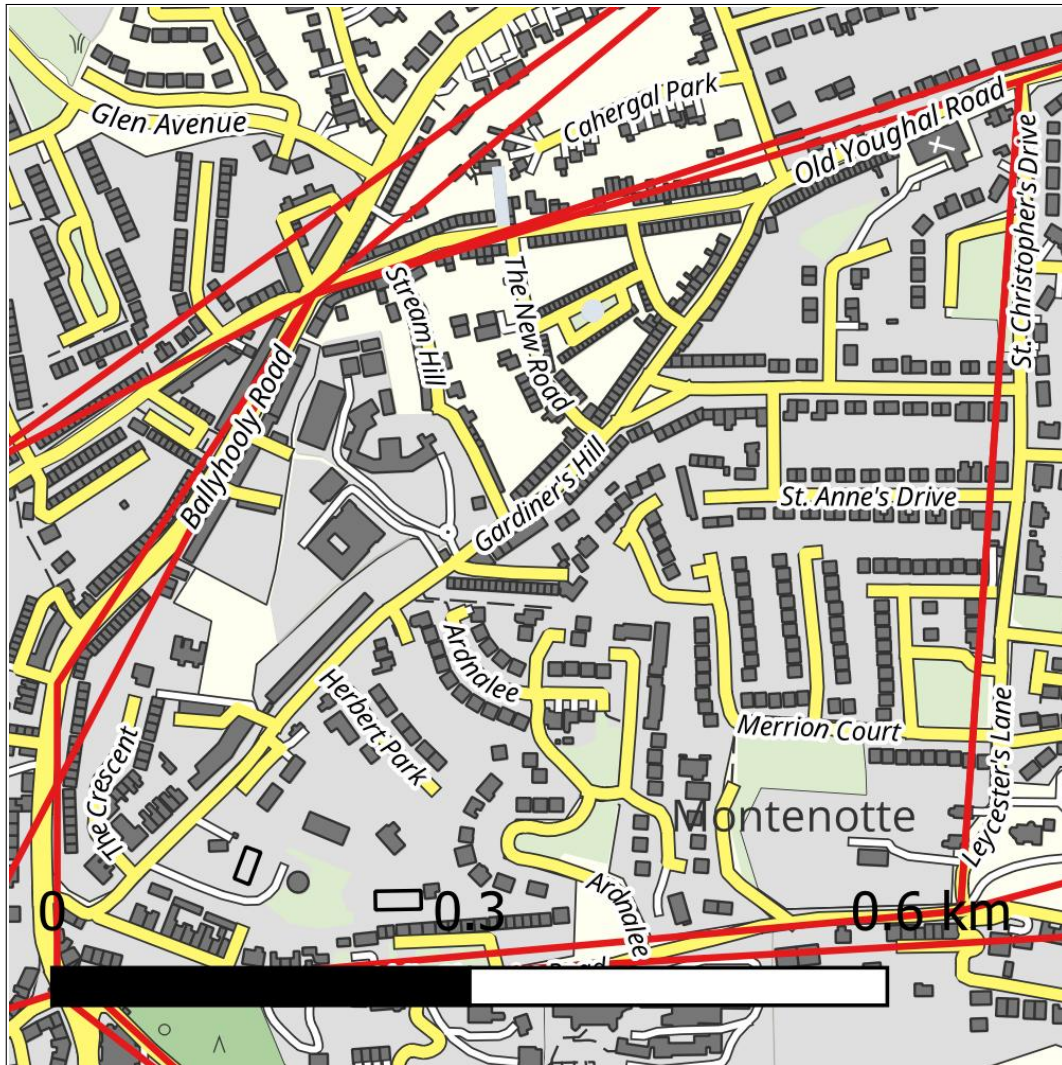 Glen Avenue
Cahergal Park
Old Youghal Road
St. Christopher's Drive
Stream Hill
The New Road
Ballyhooly Road
Gardiner's Hill
St. Anne's Drive
Ardnalee
Herbert Park
Merrion Court
Leycester's Lane
The Crescent
Montenotte
Ardnalee
0
0.3
0.6 km
Road